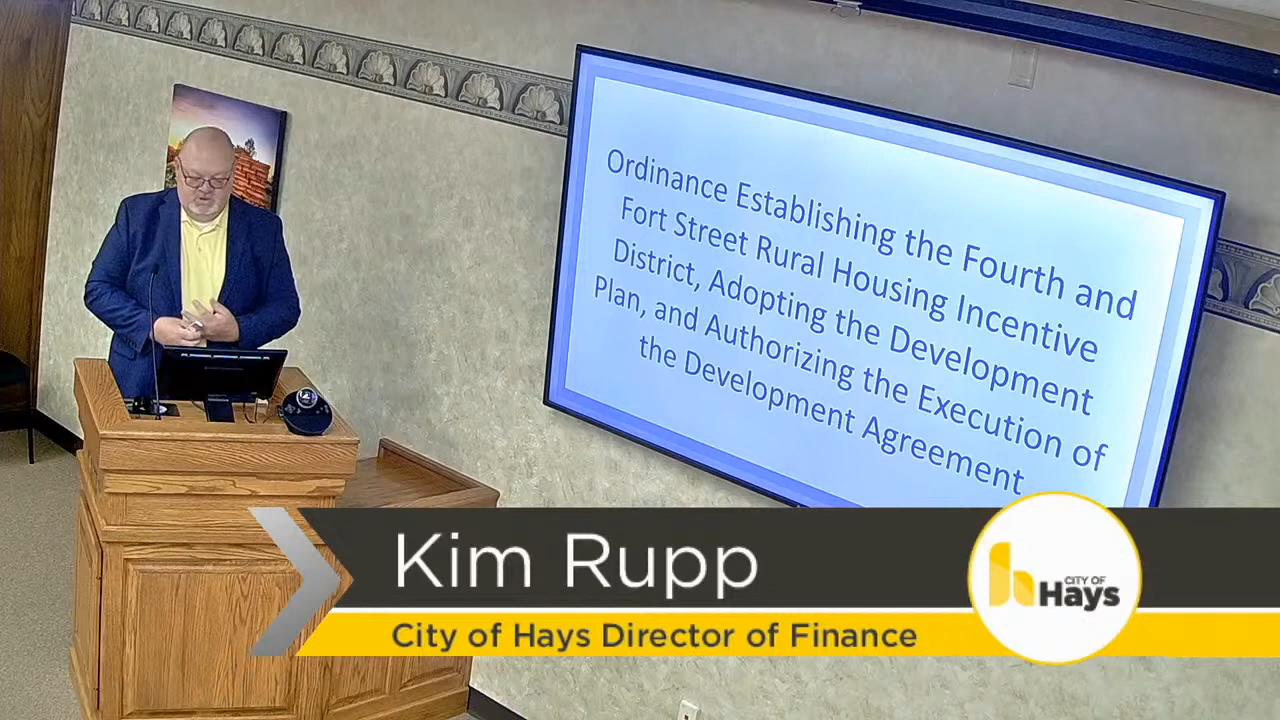 Ordinance Establishing the Fourth and
Fort Street Rural Housing Incentive
District, Adopting the Development
Plan, and Authorizing the Execution of
the Development Agreement
Kim Rupp
City of Hays Director of Finance
CITY OF
Hays